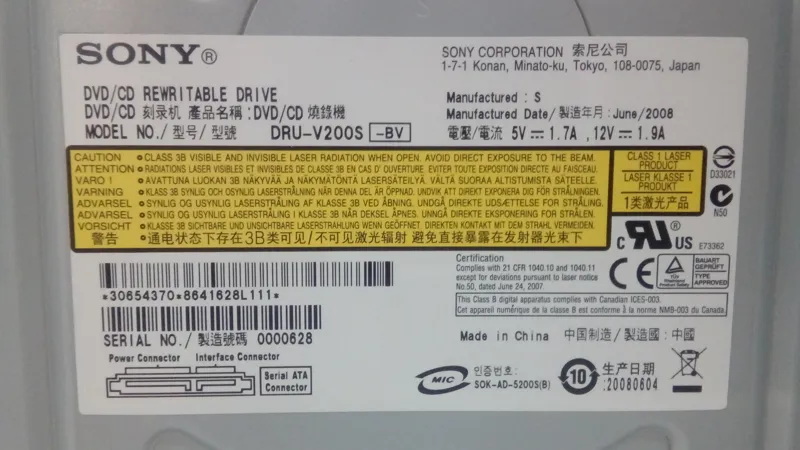 SONY®
SONY CORPORATION 索尼公司
1-7-1 Konan, Minato-ku, Tokyo, 108-0075, Japan
DVD/CD REWRITABLE DRIVE
DVD/CD 刻录机 產品名稱:DVD/CD 燒錄機
MODEL NO./型号/型號 DRU-V200S -BV
Manufactured : S
Manufactured Date/製造年月:June/2008
電壓/電流 5V⎓1.7A ,12V⎓1.9A
CAUTION CLASS 3B VISIBLE AND INVISIBLE LASER RADIATION WHEN OPEN. AVOID DIRECT EXPOSURE TO THE BEAM.
ATTENTION RADIATIONS LASER VISIBLES ET INVISIBLES DE CLASSE 3B EN CAS D' OUVERTURE. EVITER TOUTE EXPOSITION DIRECTE AU FAISCEAU.
VARO ! AVATTUNA LUOKAN 3B NÄKYVÄÄ JA NÄKYMÄTÖNTÄ LASERSÄTEILYÄ. VÄLTÄ SUORAA ALTISTUMISTA SÄTEELLE.
VARNING KLASS 3B SYNLIG OCH OSYNLIG LASERSTRÅLNING NÄR DENNA DEL ÄR ÖPPNAD. UNDVIK ATT DIREKT EXPONERA DIG FÖR STRÅLNINGEN.
ADVARSEL SYNLIG OG USYNLIG LASERSTRÅLING AF KLASSE 3B VED ÅBNING. UNDGÅ DIREKTE UDSÆTTELSE FOR STRÅLING.
ADVARSEL SYNLIG OG USYNLIG LASERSTRÅLING I KLASSE 3B NÅR DEKSEL ÅPNES. UNNGÅ DIREKTE EKSPONERING FOR STRÅLEN.
VORSICHT KLASSE 3B SICHTBARE UND UNSICHTBARE LASERSTRAHLUNG WENN GEÖFFNET. DIREKTEN KONTAKT MIT DEM STRAHL VERMEIDEN.
警告 通电状态下存在3B类可见/不可见激光辐射 避免直接暴露在发射器光束下
CLASS 1 LASER
PRODUCT
LASER KLASSE 1
PRODUKT
1类激光产品
D33021
N50
C RU® US
E73362
Certification
Complies with 21 CFR 1040.10 and 1040.11
except for deviations pursuant to laser notice
No.50, dated June 24, 2007
CE
BAUART
GEPRÜFT
TYPE
APPROVED
This Class B digital apparatus complies with Canadian ICES-003.
Cet appareil numérique de la classe B est conforme à la norme NMB-003 du Canada.
*30654370*8641628L111*
SERIAL NO./製造號碼 0000628
Made in China 中国制造/製造國:中國
Power Connector Interface Connector
Serial ATA
Connector
MIC
인증번호:
SOK-AD-5200S(B)
10
生产日期
:20080604